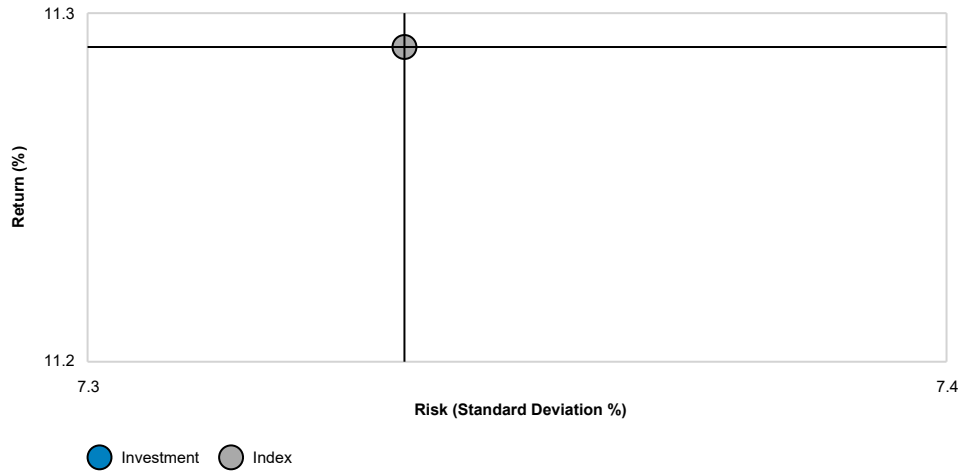 11.3
Return (%)
11.2
7.3
7.4
Risk (Standard Deviation %)
Investment
Index